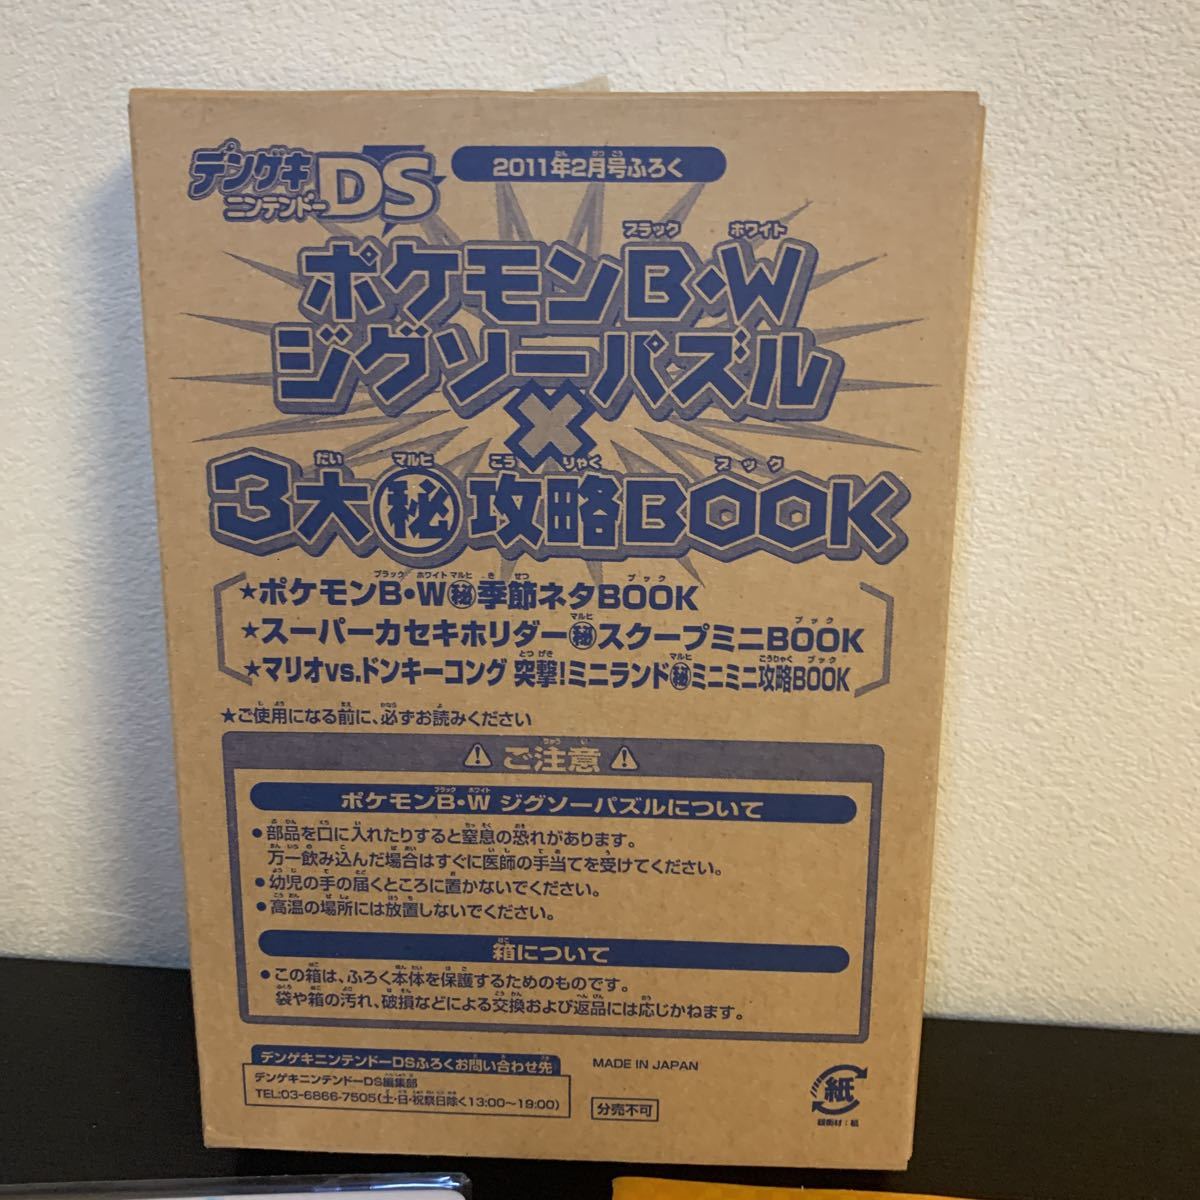 デンゲキ
ニンテンドーDS
2011年2月号ふろく
ポケモンB・W
ジグソーパズル
×
3大㊙攻略BOOK
★ポケモンB・W㊙季節ネタBOOK
★スーパーカセキホリダー㊙スクープミニBOOK
★マリオvs.ドンキーコング 突撃!ミニランド㊙ミニミニ攻略BOOK
★ご使用になる前に、必ずお読みください
⚠ご注意⚠
ポケモンB・W ジグソーパズルについて
●部品を口に入れたりすると窒息の恐れがあります。
万一飲み込んだ場合はすぐに医師の手当てを受けてください。
●幼児の手の届くところに置かないでください。
●高温の場所には放置しないでください。
箱について
●この箱は、ふろく本体を保護するためのものです。
袋や箱の汚れ、破損などによる交換および返品には応じかねます。
デンゲキニンテンドーDSふろくお問い合わせ先
デンゲキニンテンドーDS編集部
TEL:03-6866-7505(土・日・祝祭日除く13:00〜19:00)
MADE IN JAPAN
分売不可
紙
緩衝材:紙